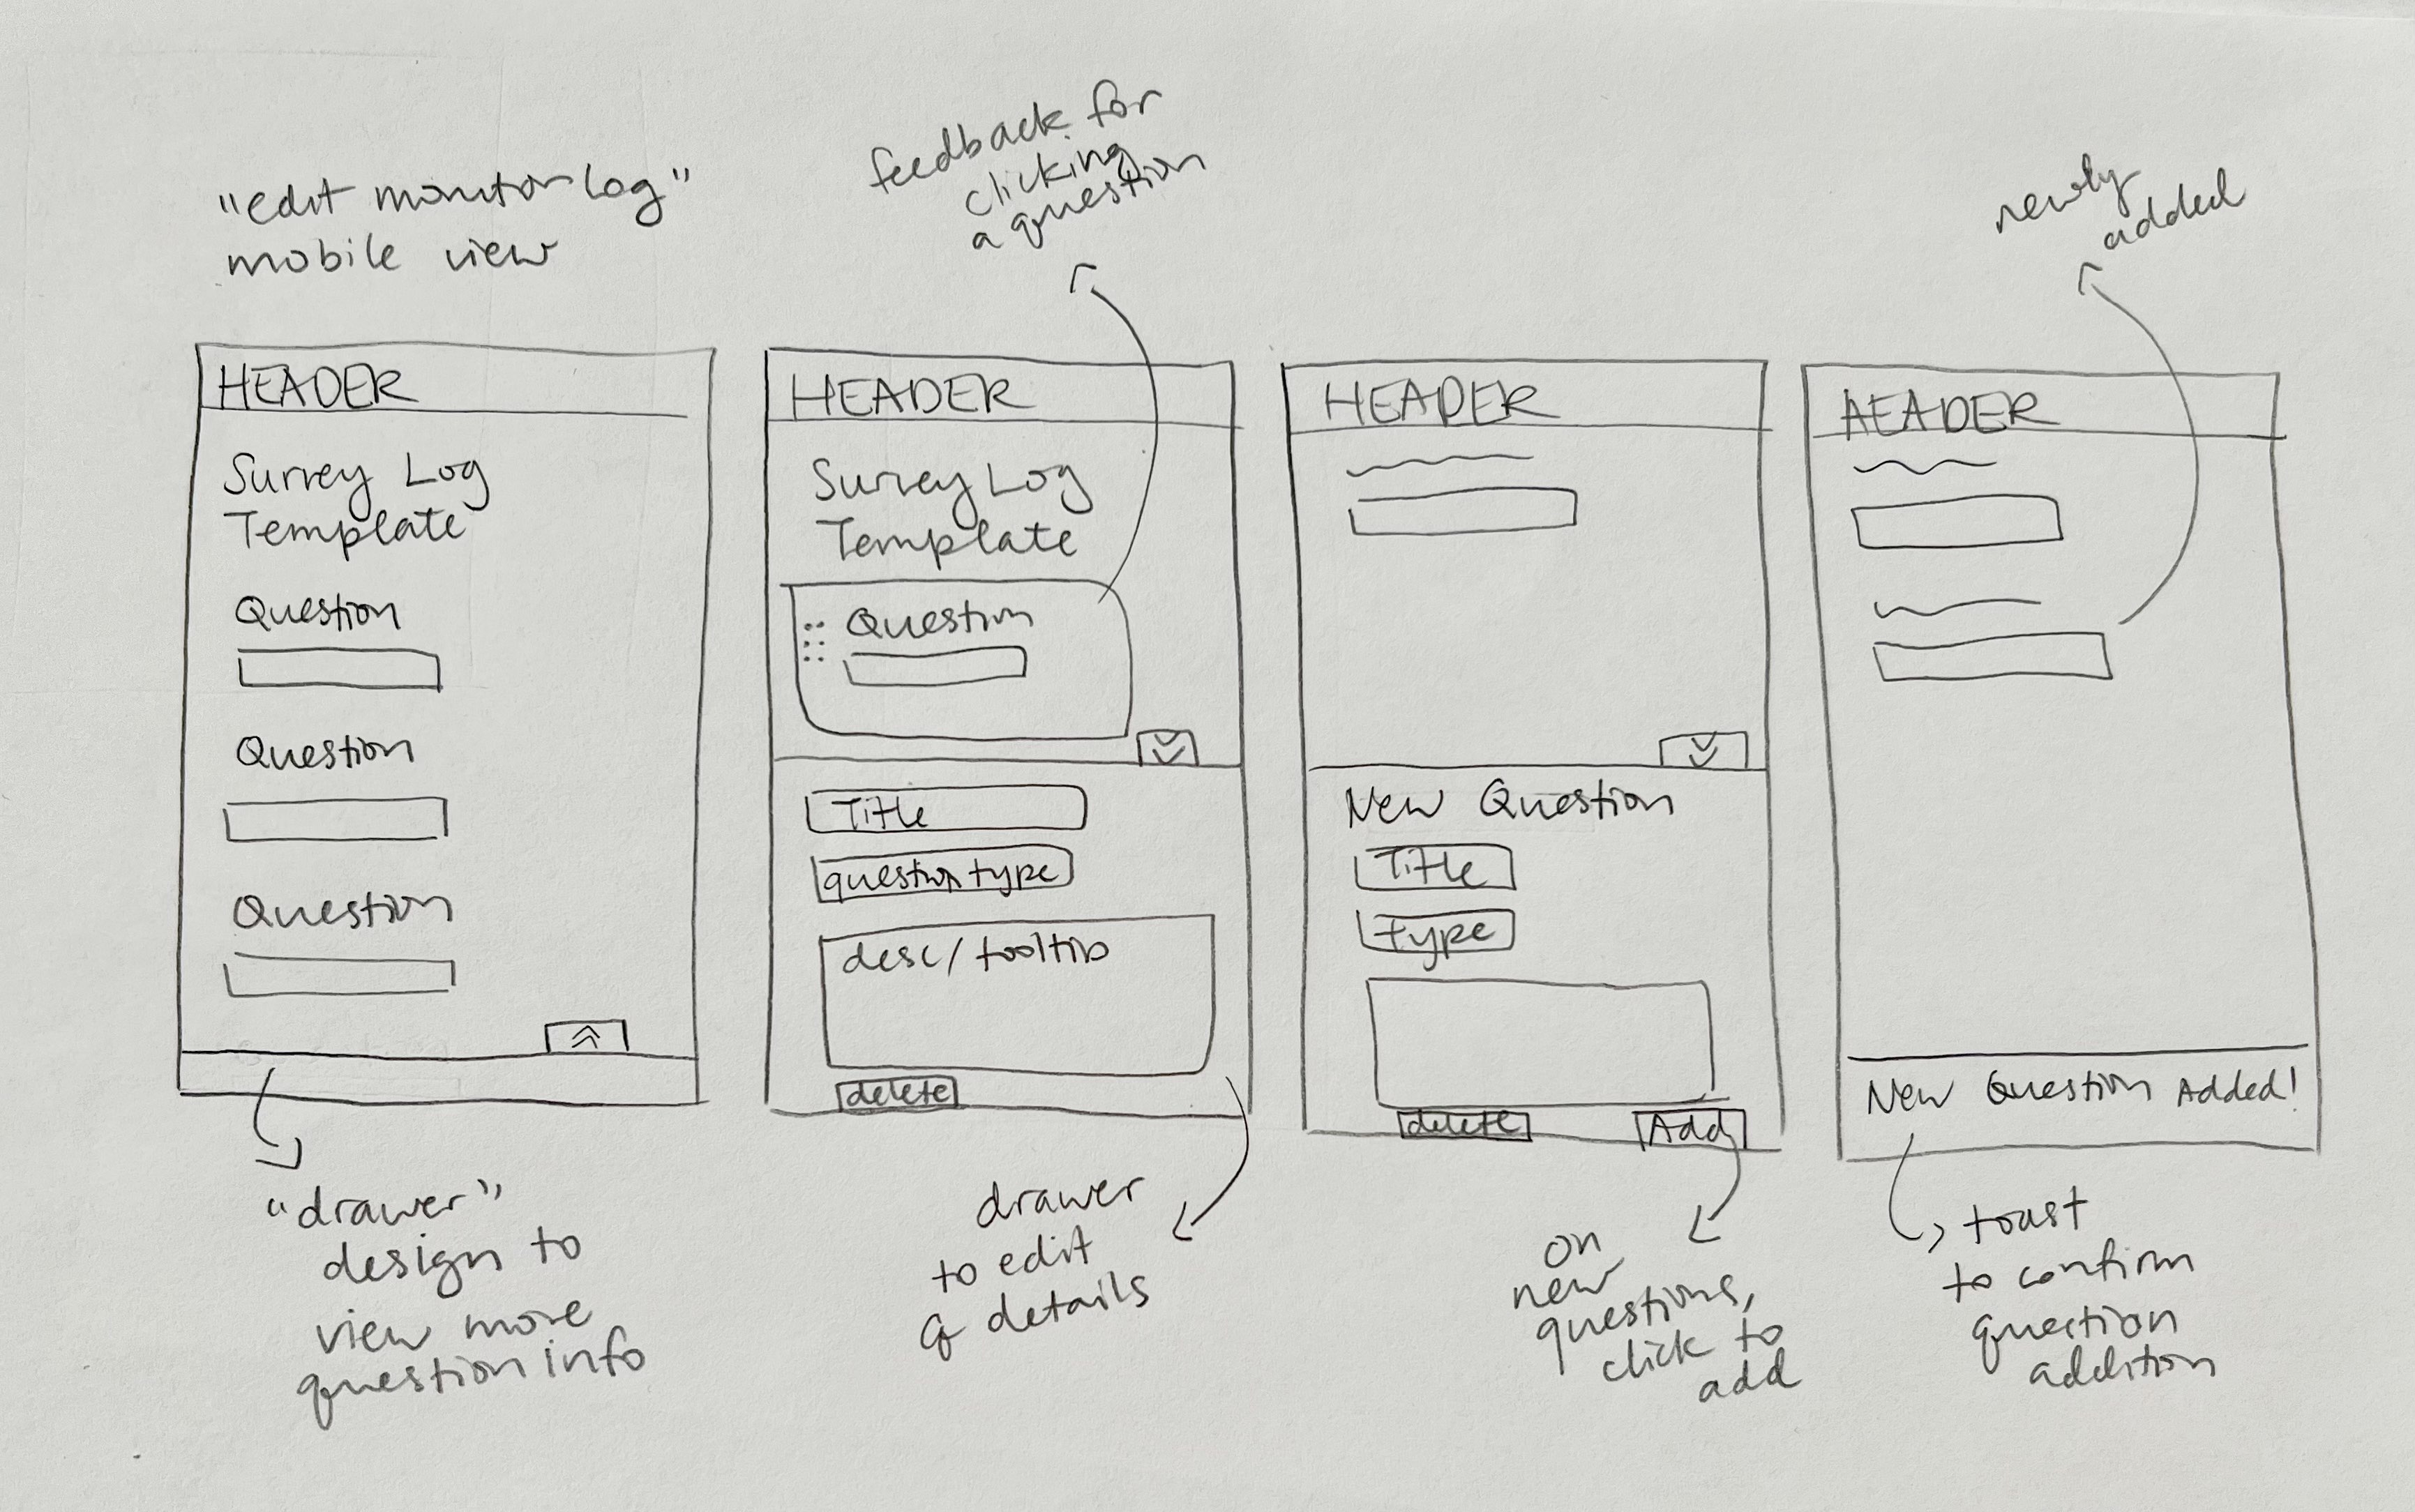 "edit monitor log"
mobile view
HEADER
Survey Log
Template
Question
Question
Question
"drawer"
design to
view more
question info
feedback for
clicking
a question
HEADER
Survey Log
Template
Question
Title
question type
desc/tooltip
delete
drawer
to edit
Q details
HEADER
New Question
Title
type
delete
Add
on
new
questions,
click to
add
newly
added
HEADER
New Question Added!
toast
to confirm
question
addition